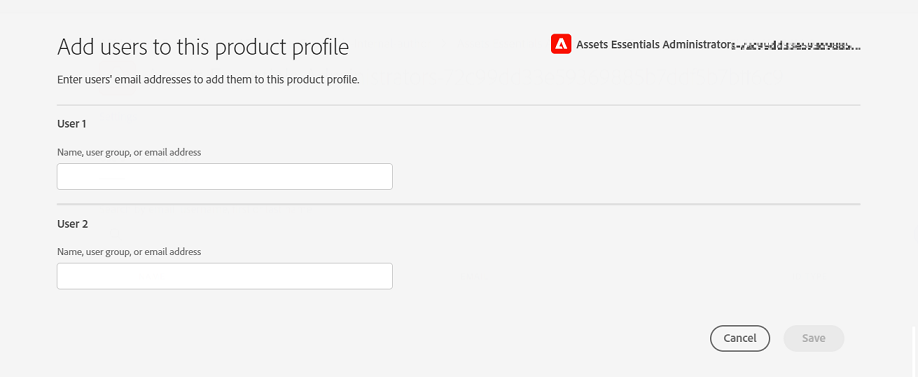 Add users to this product profile
Assets Essentials Administrators
Enter users' email addresses to add them to this product profile.
User 1
Name, user group, or email address
User 2
Name, user group, or email address
Cancel
Save